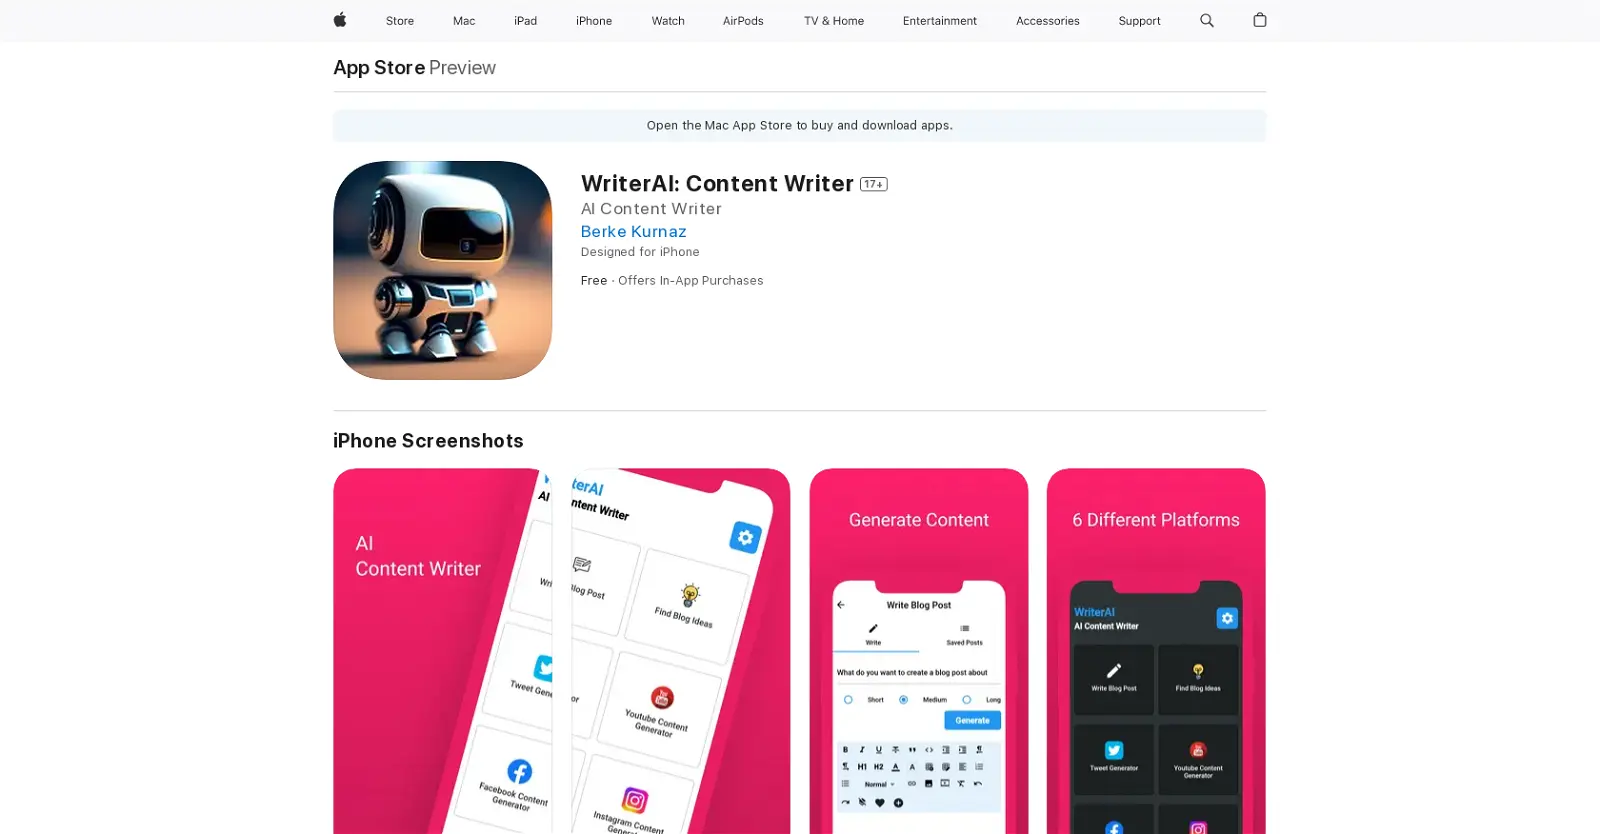 Store Mac iPad iPhone Watch AirPods TV & Home Entertainment Accessories Support
App Store Preview
Open the Mac App Store to buy and download apps.
WriterAI: Content Writer 17+
AI Content Writer
Berke Kurnaz
Designed for iPhone
Free · Offers In-App Purchases
iPhone Screenshots
AI
Content Writer
AI
Tweet Gene
Facebook Content
Generator
terAI
ntent Writer
log Post
Find Blog Ideas
or
Youtube Content
Generator
Instagram Content
Generate Content
Write Blog Post
Write Saved Posts
What do you want to create a blog post about
Short Medium Long
Generate
B I U
H1 H2 A A
Normal
6 Different Platforms
WriterAI
AI Content Writer
Write Blog Post Find Blog Ideas
Tweet Generator Youtube Content
Generator